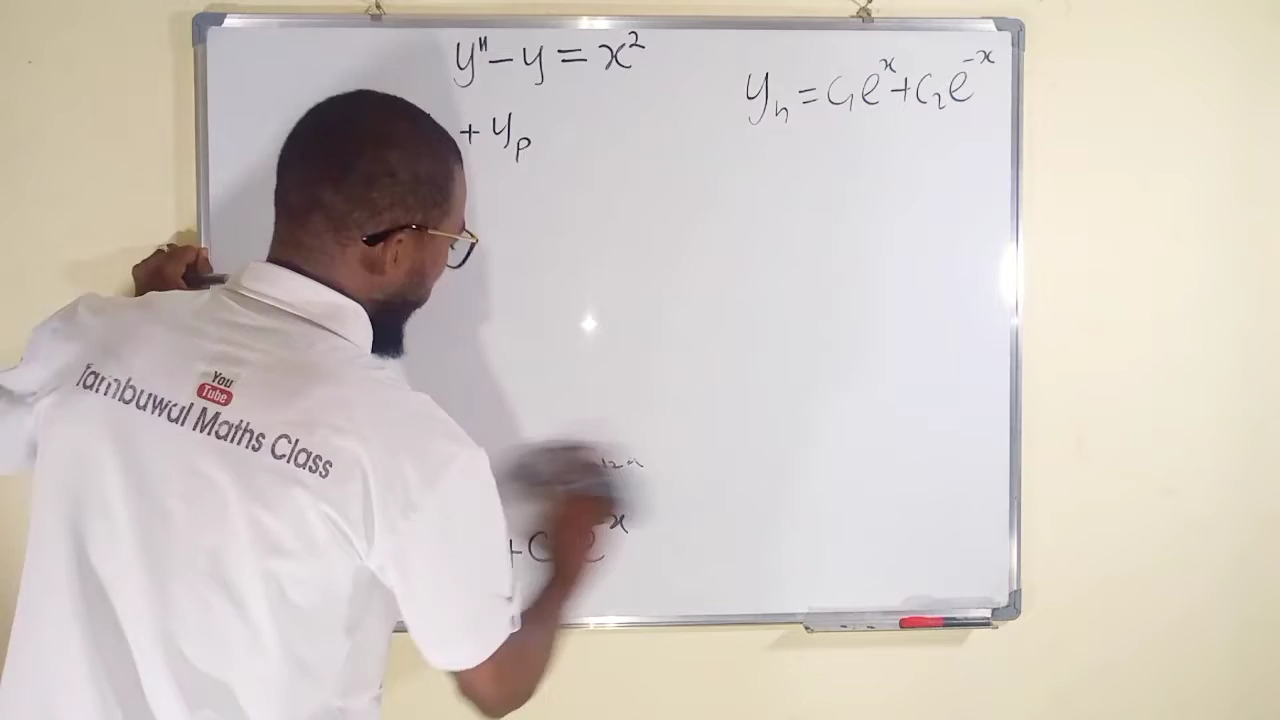 y" - y = x²
y_h = c₁e^x + c₂e^-x
+ y_p
You
Tube
Tambuwal Maths Class
+ C e^x